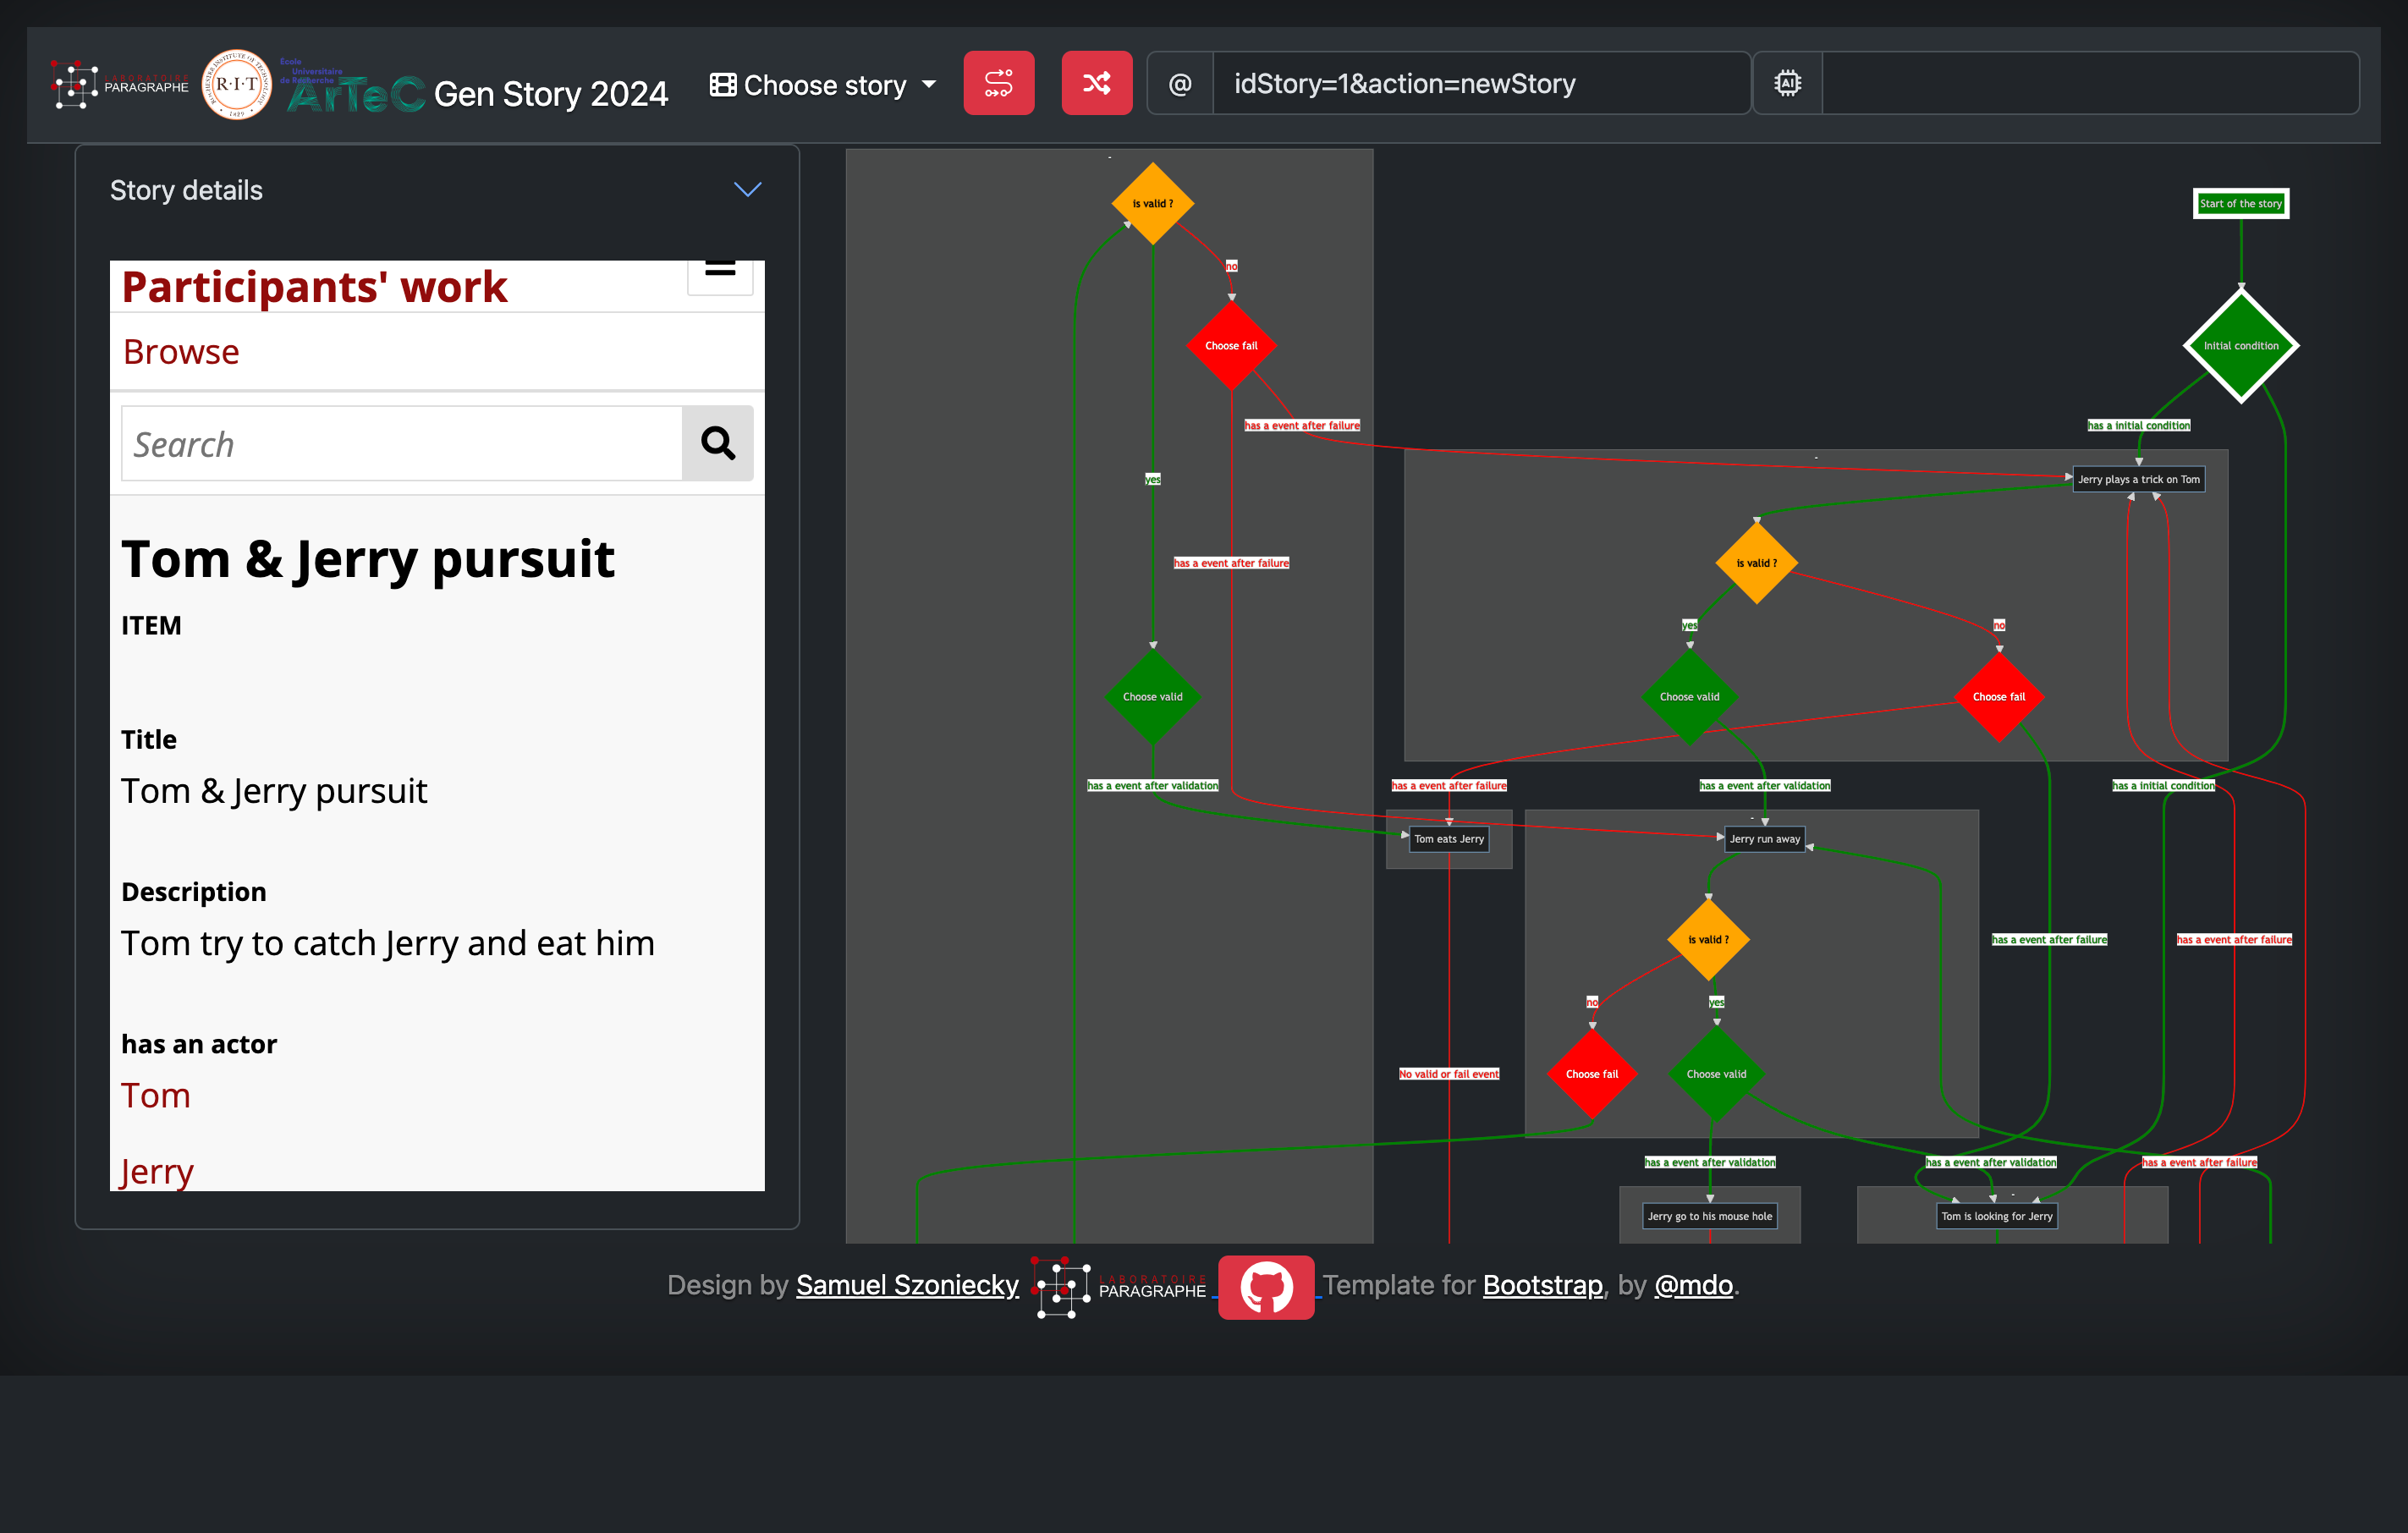 LABORATOIRE
PARAGRAPHE
R·I·T
ROCHESTER INSTITUTE OF TECHNOLOGY
1829
Ecole
Universitaire
de Recherche
ArTeC
Gen Story 2024
Choose story
@
idStory=1&action=newStory
AI
Story details
Participants' work
Browse
Search
Tom & Jerry pursuit
ITEM
Title
Tom & Jerry pursuit
Description
Tom try to catch Jerry and eat him
has an actor
Tom
Jerry
-
is valid ?
Start of the story
no
Choose fail
Initial condition
has a event after failure
has a initial condition
-
yes
Jerry plays a trick on Tom
has a event after failure
is valid ?
yes
no
Choose valid
Choose valid
Choose fail
has a event after validation
has a event after failure
has a event after validation
has a initial condition
-
Tom eats Jerry
Jerry run away
is valid ?
has a event after failure
has a event after failure
no
yes
No valid or fail event
Choose fail
Choose valid
has a event after validation
has a event after validation
has a event after failure
-
Jerry go to his mouse hole
Tom is looking for Jerry
Design by Samuel Szoniecky
LABORATOIRE
PARAGRAPHE
Template for Bootstrap, by @mdo.